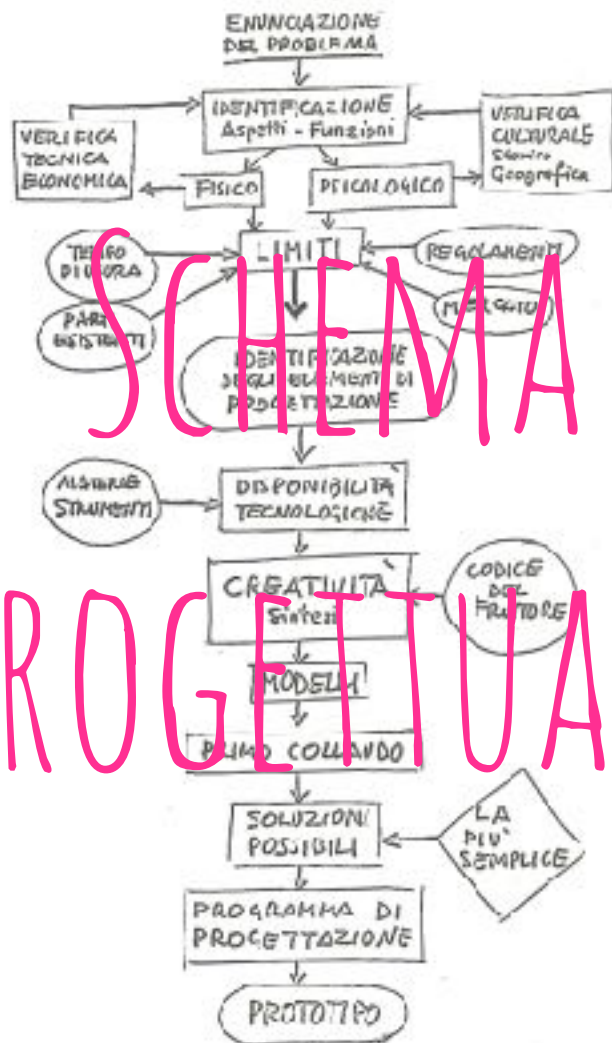 ENUNCIAZIONE
DEL PROBLEMA
IDENTIFICAZIONE
Aspetti - Funzioni
VERIFICA
TECNICA
ECONOMICA
VERIFICA
CULTURALE
Storico
Geografica
FISICO
PSICOLOGICO
LIMITI
TEMPO
DI DURATA
REGOLAMENTI
PARTI
ESISTENTI
MERCATO
SCHEMA
IDENTIFICAZIONE
DEGLI ELEMENTI DI
PROGETTAZIONE
STRUMENTI
DISPONIBILITÀ
TECNOLOGICHE
CREATIVITÀ
Sintesi
CODICE
DEL
FRUITORE
ROGETTUA
MODELLI
PRIMO COLLAUDO
SOLUZIONI
POSSIBILI
LA
PIU'
SEMPLICE
PROGRAMMA DI
PROGETTAZIONE
PROTOTIPO